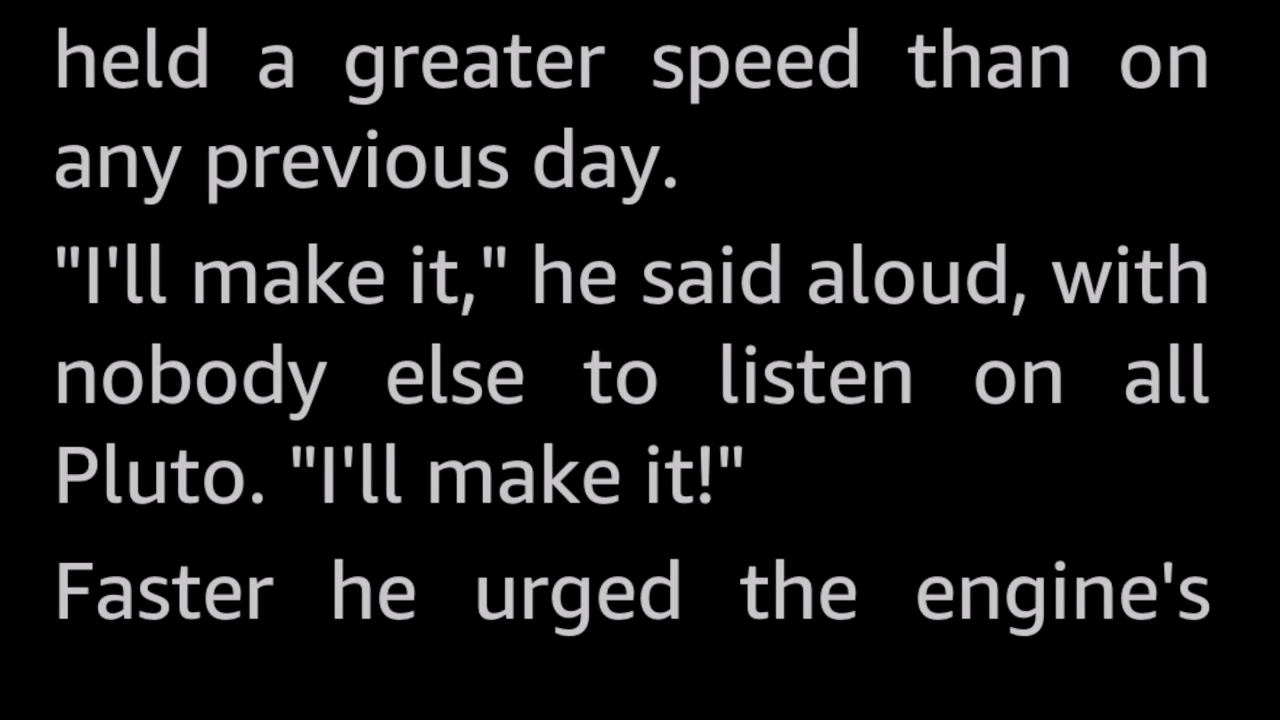 held a greater speed than on
any previous day.
"I'll make it," he said aloud, with
nobody else to listen on all
Pluto. "I'll make it!"
Faster he urged the engine's